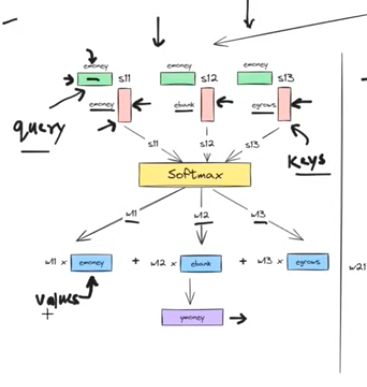 emoney emoney emoney
s11 s12 s13
emoney ebank egrows
query
keys
s11 s12 s13
Softmax
w11 w12 w13
w11 x emoney + w12 x ebank + w13 x egrows
w21
values
ymoney